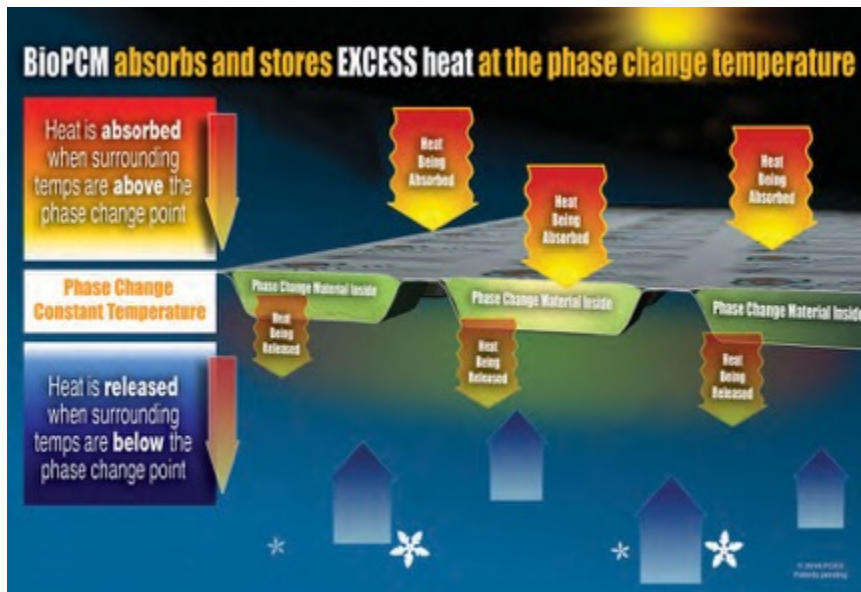 BioPCM absorbs and stores EXCESS heat at the phase change temperature
Heat is absorbed
when surrounding
temps are above the
phase change point
Heat
Being
Absorbed
Heat
Being
Absorbed
Heat
Being
Absorbed
Phase Change
Constant Temperature
Phase Change Material Inside
Phase Change Material Inside
Phase Change Material Inside
Heat
Being
Released
Heat
Being
Released
Heat
Being
Released
Heat is released
when surrounding
temps are below the
phase change point
Patents pending